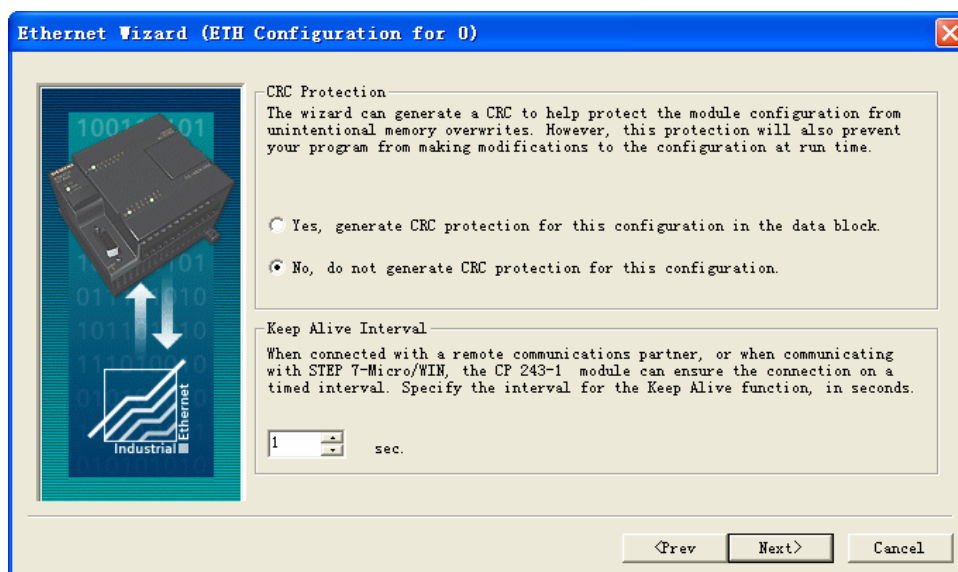 Ethernet Wizard (ETH Configuration for 0)
CRC Protection
The wizard can generate a CRC to help protect the module configuration from
unintentional memory overwrites. However, this protection will also prevent
your program from making modifications to the configuration at run time.
Yes, generate CRC protection for this configuration in the data block.
No, do not generate CRC protection for this configuration.
Keep Alive Interval
When connected with a remote communications partner, or when communicating
with STEP 7-Micro/WIN, the CP 243-1 module can ensure the connection on a
timed interval. Specify the interval for the Keep Alive function, in seconds.
1 sec.
Industrial
Ethernet
<Prev Next> Cancel